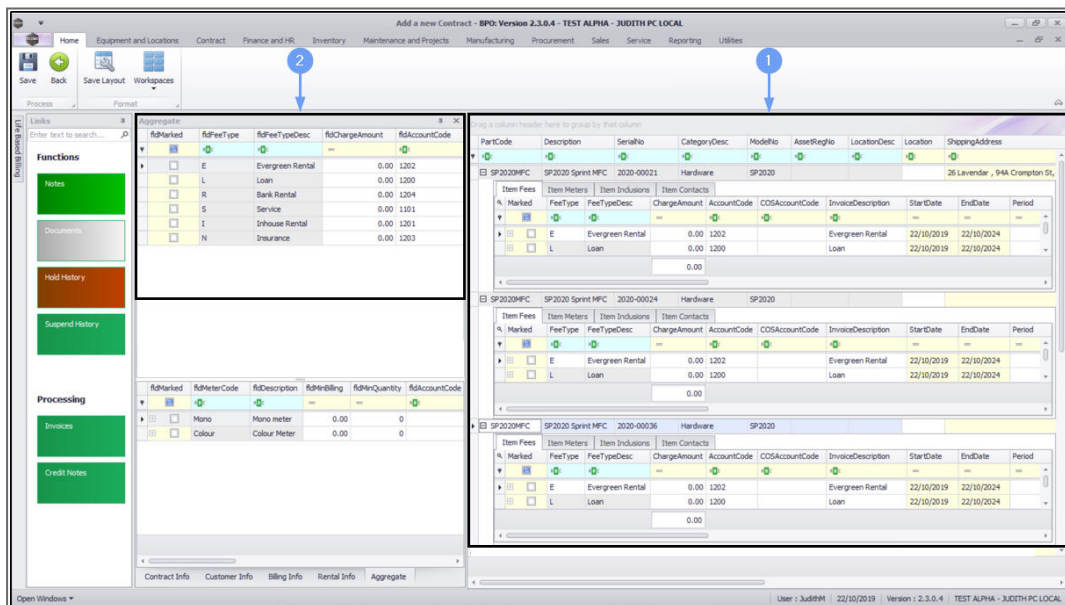 Add a new Contract - BPO: Version 2.3.0.4 - TEST ALPHA - JUDITH PC LOCAL
Home Equipment and Locations Contract Finance and HR Inventory Maintenance and Projects Manufacturing Procurement Sales Service Reporting Utilities
2 1
Save Back Save Layout Workspaces
Process Format
Life Based Billing
Links
Enter text to search...
Functions
Notes
Documents
Hold History
Suspend History
Processing
Invoices
Credit Notes
Aggregate
fldMarked fldFeeType fldFeeTypeDesc fldChargeAmount fldAccountCode
E Evergreen Rental 0.00 1202
L Loan 0.00 1200
R Bank Rental 0.00 1204
S Service 0.00 1101
I Inhouse Rental 0.00 1201
N Insurance 0.00 1203
fldMarked fldMeterCode fldDescription fldMinBilling fldMinQuantity fldAccountCode
Mono Mono meter 0.00 0
Colour Colour Meter 0.00 0
Contract Info Customer Info Billing Info Rental Info Aggregate
Drag a column header here to group by that column
PartCode Description SerialNo CategoryDesc ModelNo AssetRegNo LocationDesc Location ShippingAddress
SP2020MFC SP2020 Sprint MFC 2020-00021 Hardware SP2020 26 Lavendar , 94A Crompton St,
Item Fees Item Meters Item Inclusions Item Contacts
Marked FeeType FeeTypeDesc ChargeAmount AccountCode COSAccountCode InvoiceDescription StartDate EndDate Period
E Evergreen Rental 0.00 1202 Evergreen Rental 22/10/2019 22/10/2024
L Loan 0.00 1200 Loan 22/10/2019 22/10/2024
0.00
SP2020MFC SP2020 Sprint MFC 2020-00024 Hardware SP2020
Item Fees Item Meters Item Inclusions Item Contacts
Marked FeeType FeeTypeDesc ChargeAmount AccountCode COSAccountCode InvoiceDescription StartDate EndDate Period
E Evergreen Rental 0.00 1202 Evergreen Rental 22/10/2019 22/10/2024
L Loan 0.00 1200 Loan 22/10/2019 22/10/2024
0.00
SP2020MFC SP2020 Sprint MFC 2020-00036 Hardware SP2020
Item Fees Item Meters Item Inclusions Item Contacts
Marked FeeType FeeTypeDesc ChargeAmount AccountCode COSAccountCode InvoiceDescription StartDate EndDate Period
E Evergreen Rental 0.00 1202 Evergreen Rental 22/10/2019 22/10/2024
L Loan 0.00 1200 Loan 22/10/2019 22/10/2024
0.00
Open Windows User : JudithM 22/10/2019 Version : 2.3.0.4 TEST ALPHA - JUDITH PC LOCAL